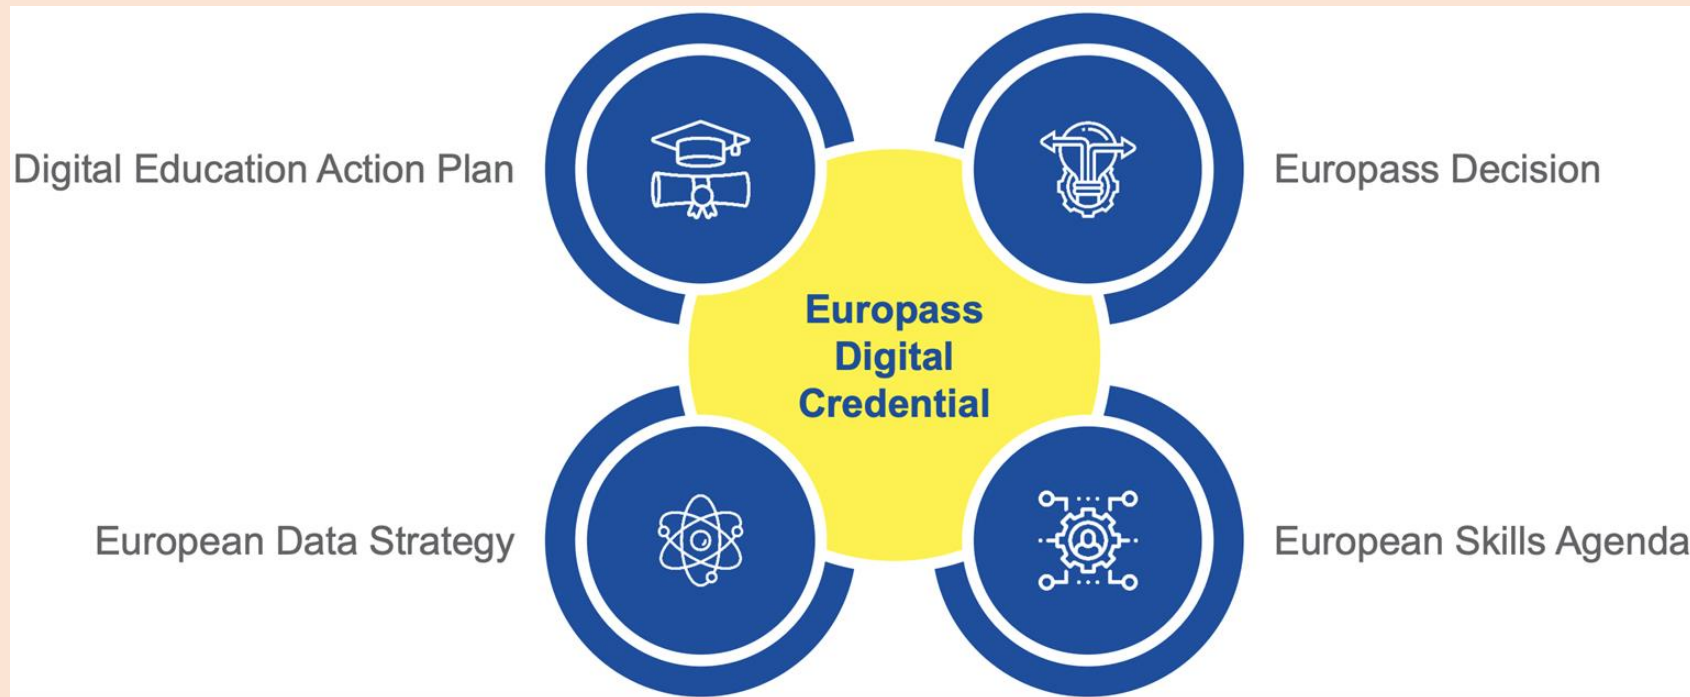 Digital Education Action Plan
Europass Decision
Europass
Digital
Credential
European Data Strategy
European Skills Agenda